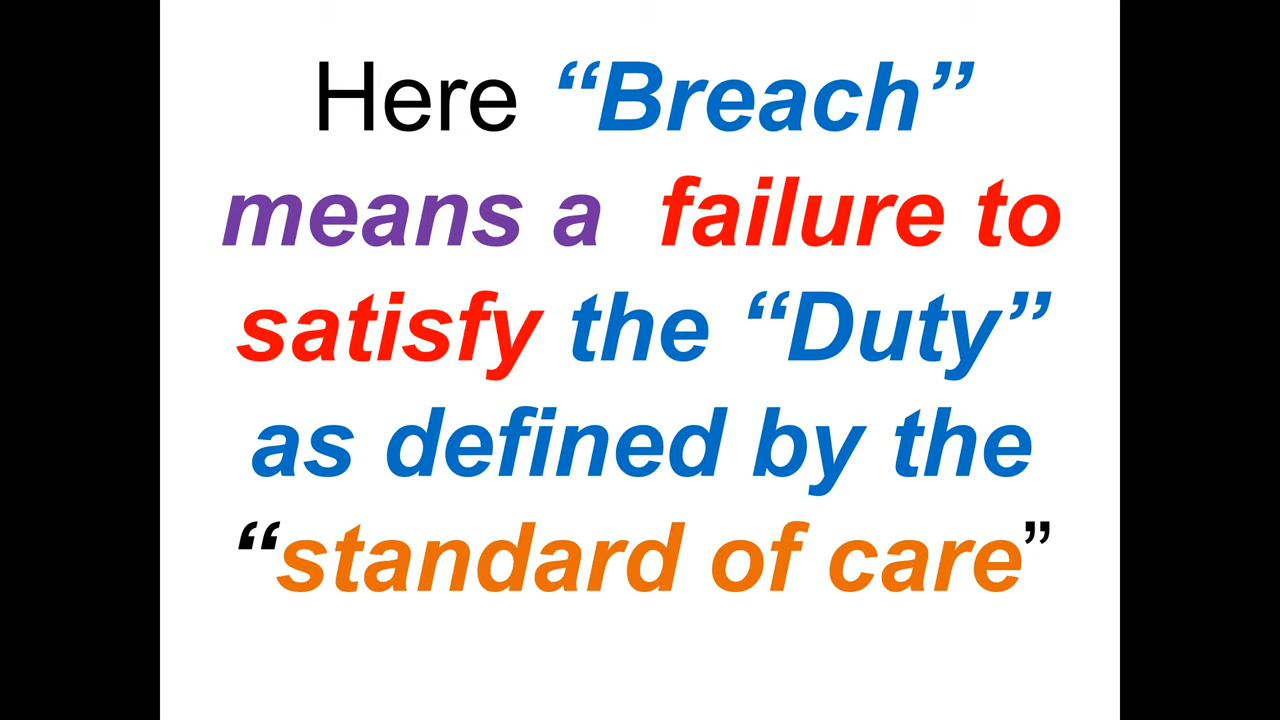 Here “Breach”
means a failure to
satisfy the “Duty”
as defined by the
“standard of care”